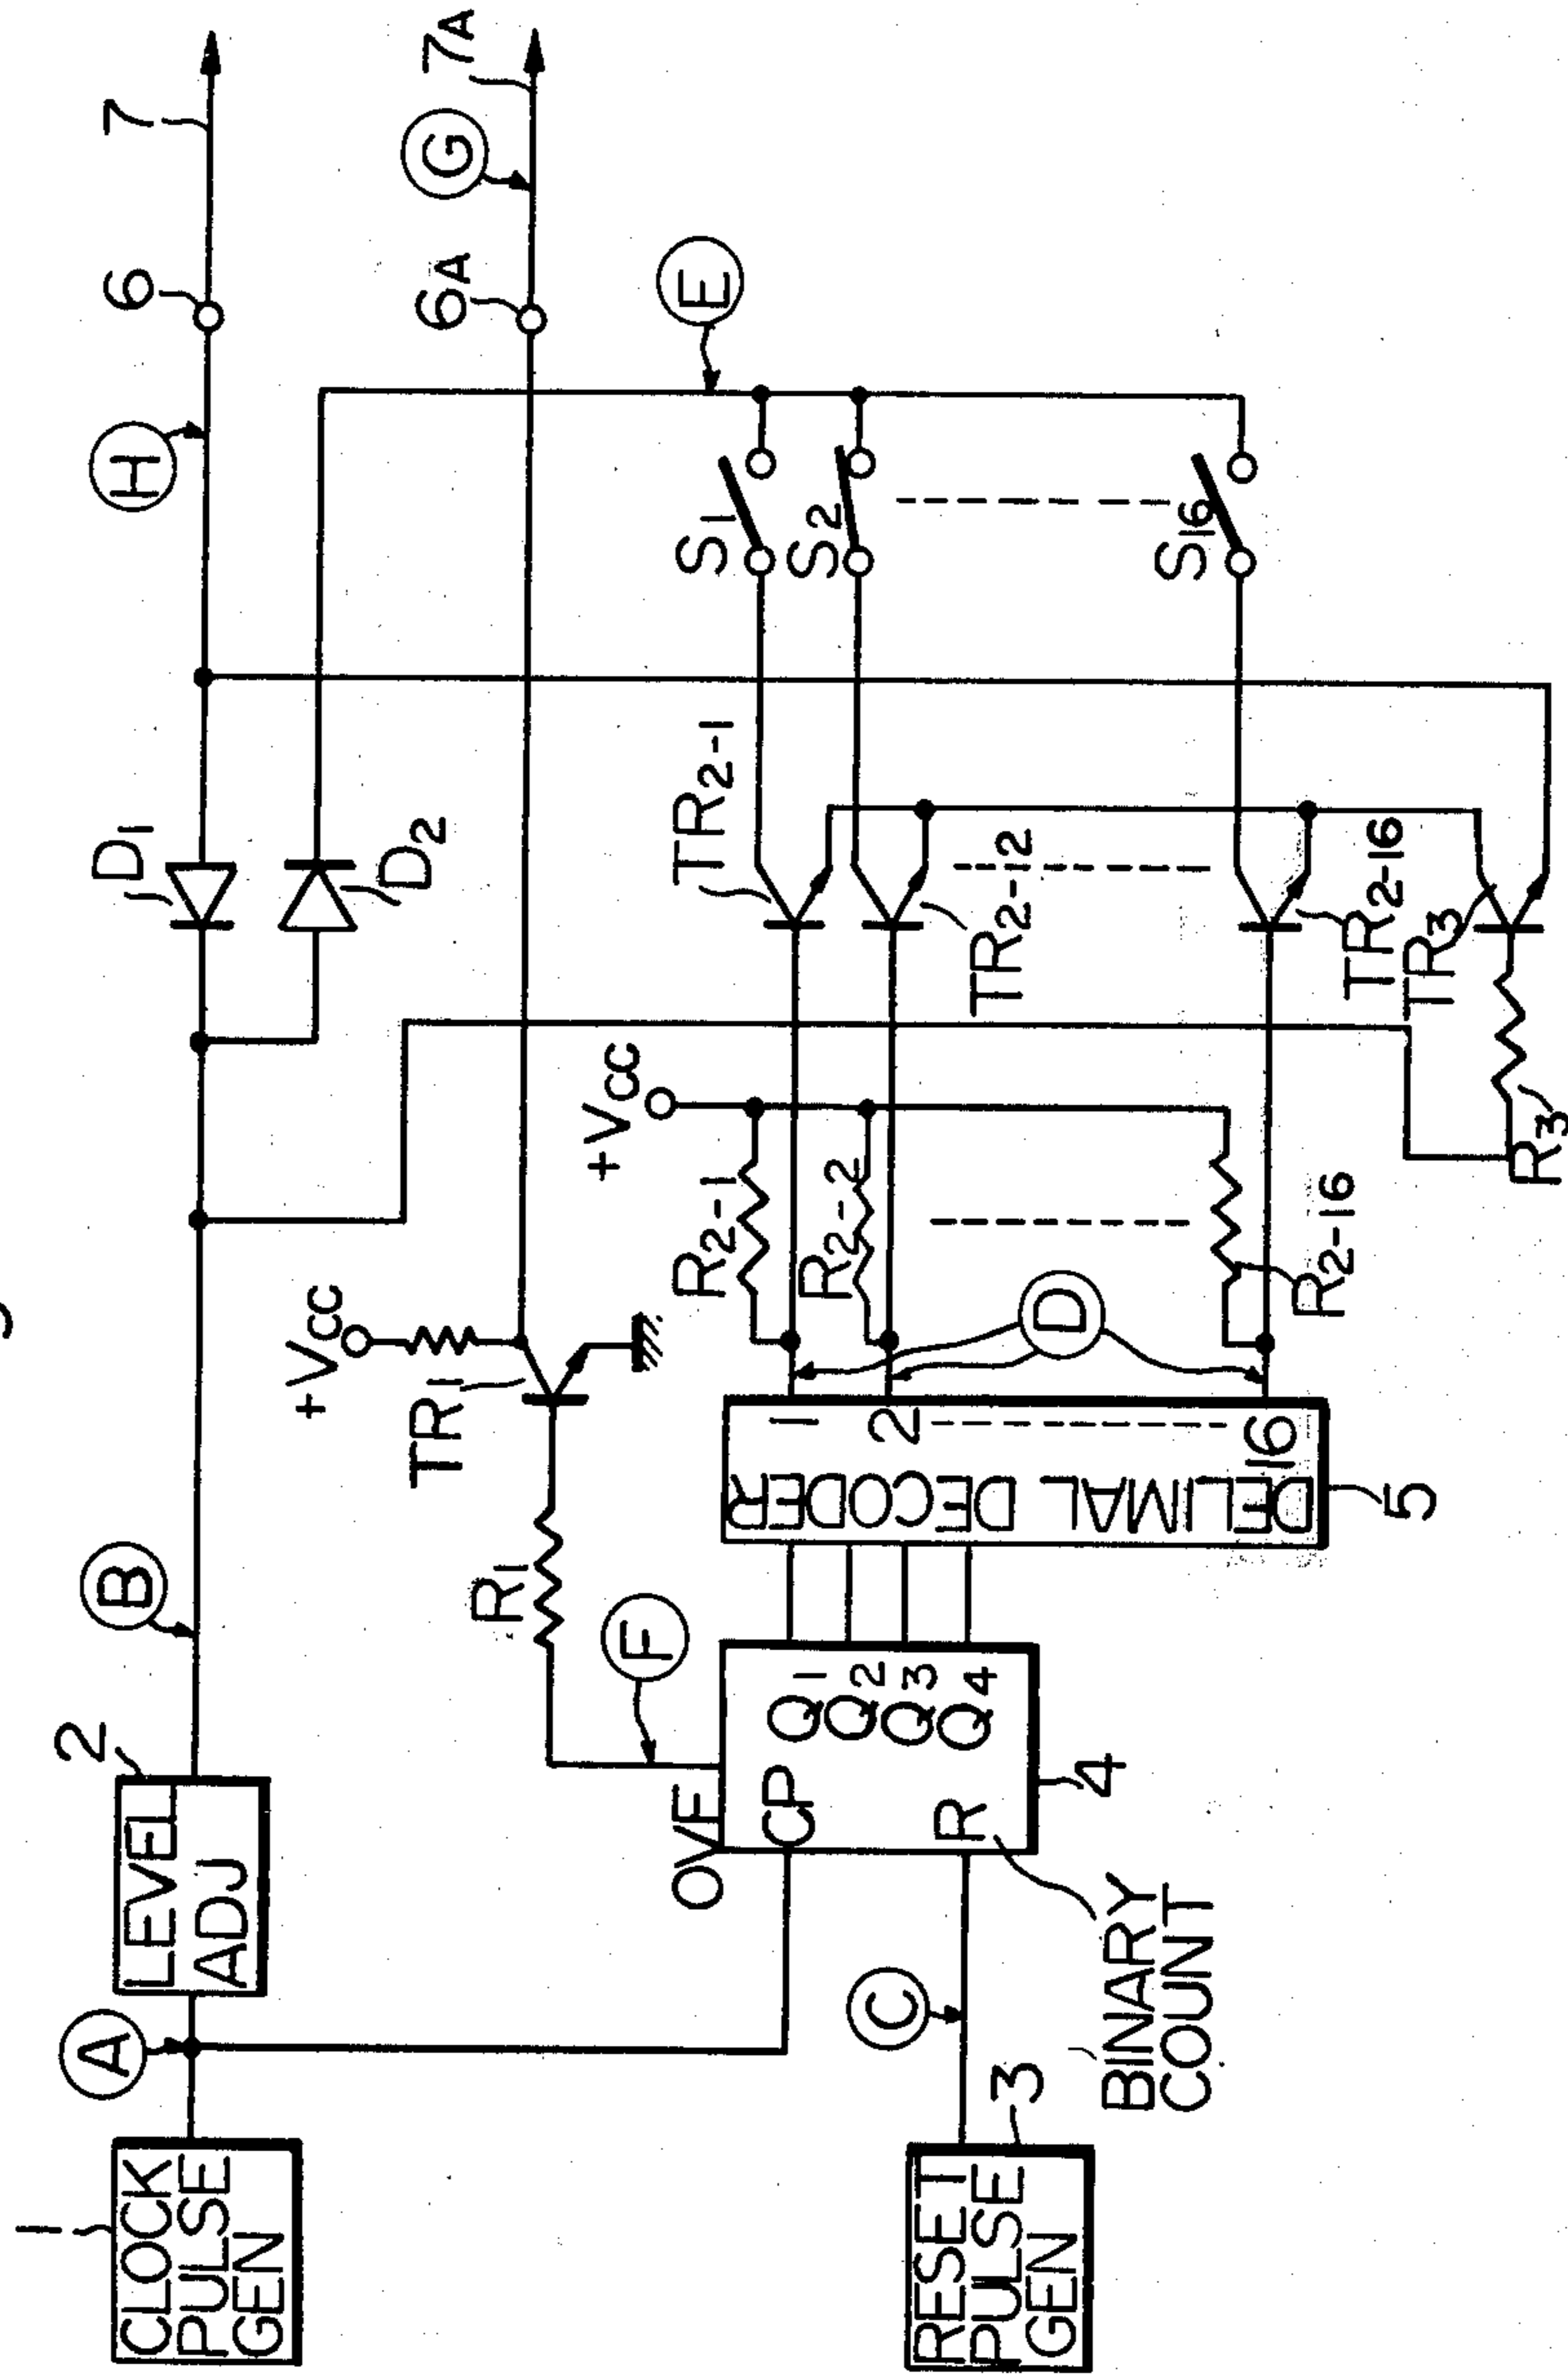 1
CLOCK
PULSE
GEN
A
2
LEVEL
ADJ
B
D1
D2
H
6
7
G
7A
6A
E
+VCC
TR1
R1
F
OVF
CP
R
Q1
Q2
Q3
Q4
4
BINARY
COUNT
C
3
RESET
PULSE
GEN
DELIMAL DECODER
1
2
16
5
D
+VCC
R2-1
R2-2
R2-16
TR2-1
TR2-12
TR2-16
TR3
R3
S1
S2
S16